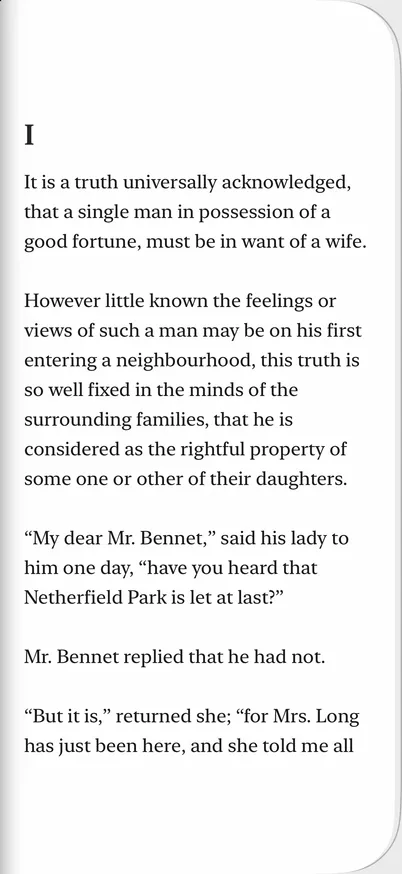 I
It is a truth universally acknowledged,
that a single man in possession of a
good fortune, must be in want of a wife.
However little known the feelings or
views of such a man may be on his first
entering a neighbourhood, this truth is
so well fixed in the minds of the
surrounding families, that he is
considered as the rightful property of
some one or other of their daughters.
“My dear Mr. Bennet,” said his lady to
him one day, “have you heard that
Netherfield Park is let at last?”
Mr. Bennet replied that he had not.
“But it is,” returned she; “for Mrs. Long
has just been here, and she told me all